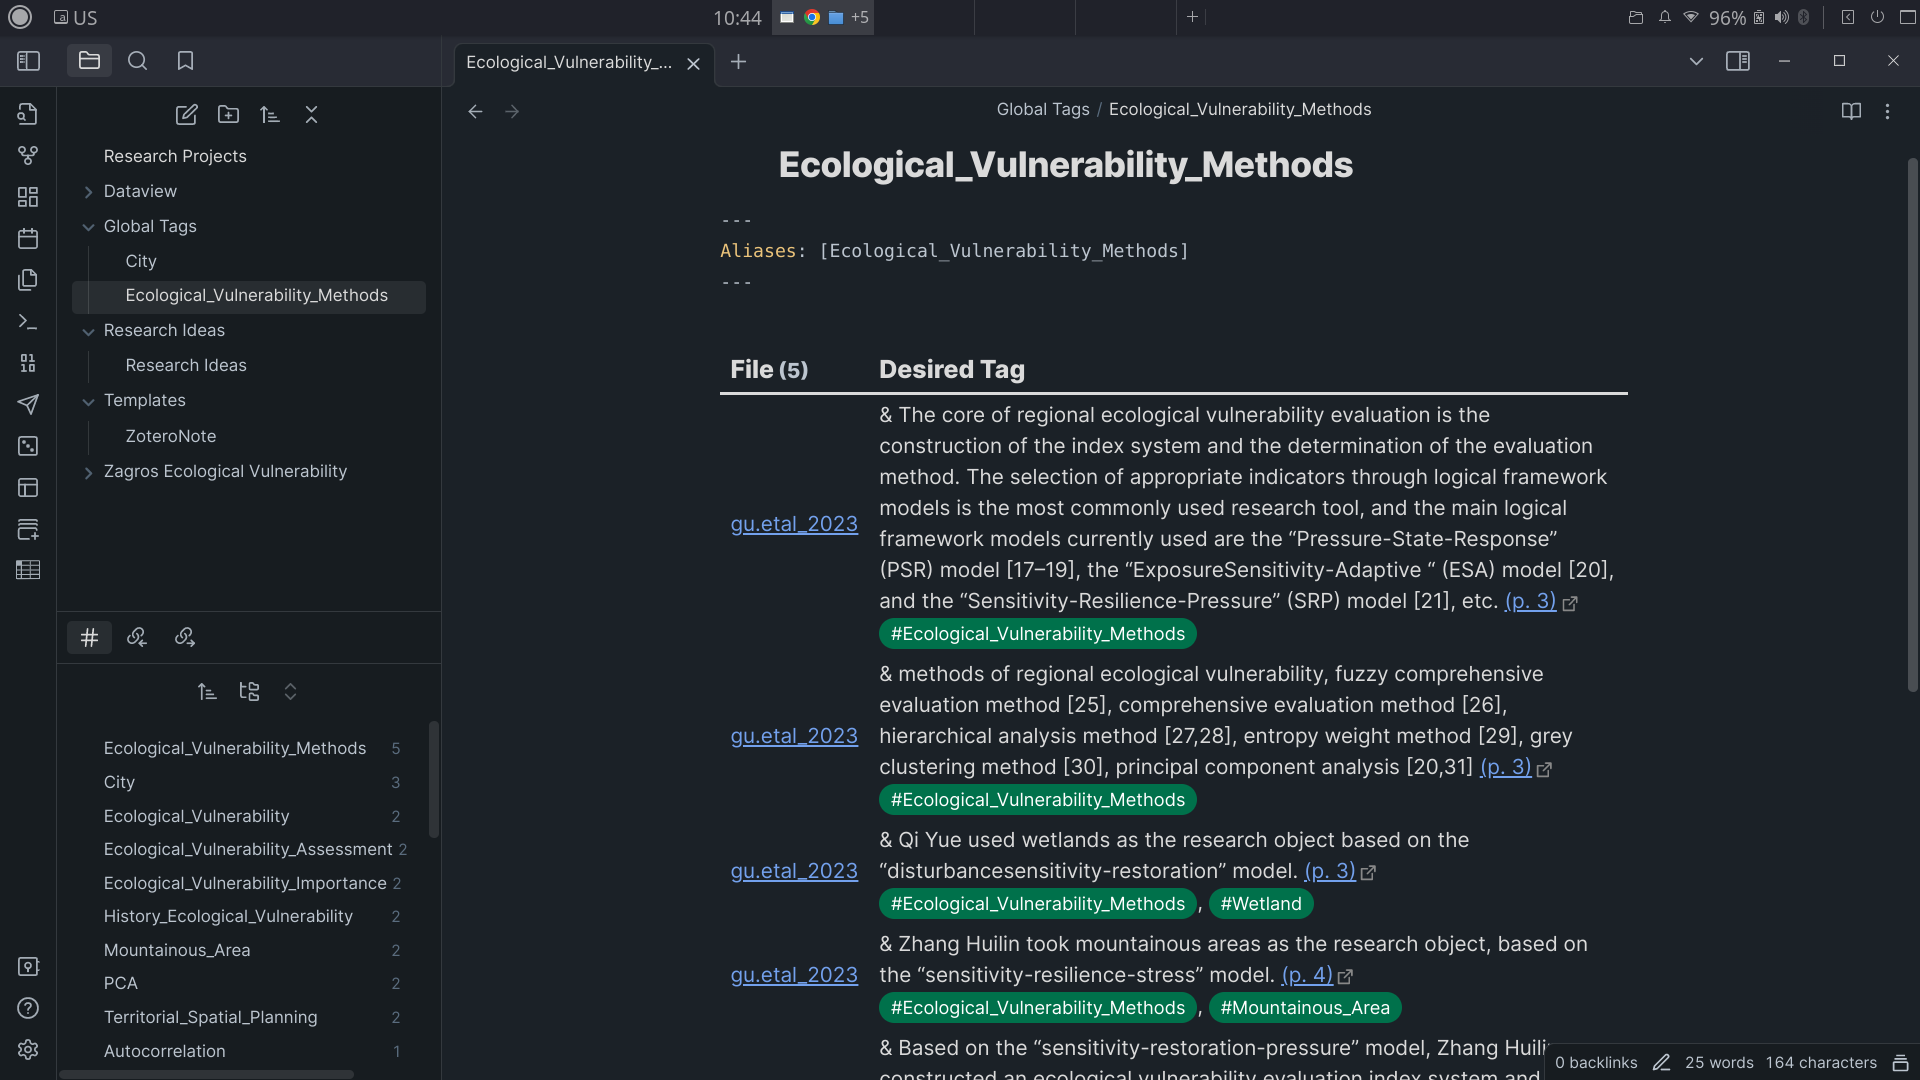 US
10:44
+5
96%
Ecological_Vulnerability_...
Research Projects
Dataview
Global Tags
City
Ecological_Vulnerability_Methods
Research Ideas
Research Ideas
Templates
ZoteroNote
Zagros Ecological Vulnerability
Ecological_Vulnerability_Methods 5
City 3
Ecological_Vulnerability 2
Ecological_Vulnerability_Assessment 2
Ecological_Vulnerability_Importance 2
History_Ecological_Vulnerability 2
Mountainous_Area 2
PCA 2
Territorial_Spatial_Planning 2
Autocorrelation 1
Global Tags / Ecological_Vulnerability_Methods
Ecological_Vulnerability_Methods
---
Aliases: [Ecological_Vulnerability_Methods]
---
File (5) Desired Tag
gu.etal_2023
& The core of regional ecological vulnerability evaluation is the
construction of the index system and the determination of the evaluation
method. The selection of appropriate indicators through logical framework
models is the most commonly used research tool, and the main logical
framework models currently used are the “Pressure-State-Response”
(PSR) model [17–19], the “ExposureSensitivity-Adaptive “ (ESA) model [20],
and the “Sensitivity-Resilience-Pressure” (SRP) model [21], etc. (p. 3)
#Ecological_Vulnerability_Methods
gu.etal_2023
& methods of regional ecological vulnerability, fuzzy comprehensive
evaluation method [25], comprehensive evaluation method [26],
hierarchical analysis method [27,28], entropy weight method [29], grey
clustering method [30], principal component analysis [20,31] (p. 3)
#Ecological_Vulnerability_Methods
gu.etal_2023
& Qi Yue used wetlands as the research object based on the
“disturbancesensitivity-restoration” model. (p. 3)
#Ecological_Vulnerability_Methods , #Wetland
gu.etal_2023
& Zhang Huilin took mountainous areas as the research object, based on
the “sensitivity-resilience-stress” model. (p. 4)
#Ecological_Vulnerability_Methods , #Mountainous_Area
& Based on the “sensitivity-restoration-pressure” model, Zhang
constructed an ecological vulnerability evaluation index system and
0 backlinks 25 words 164 characters